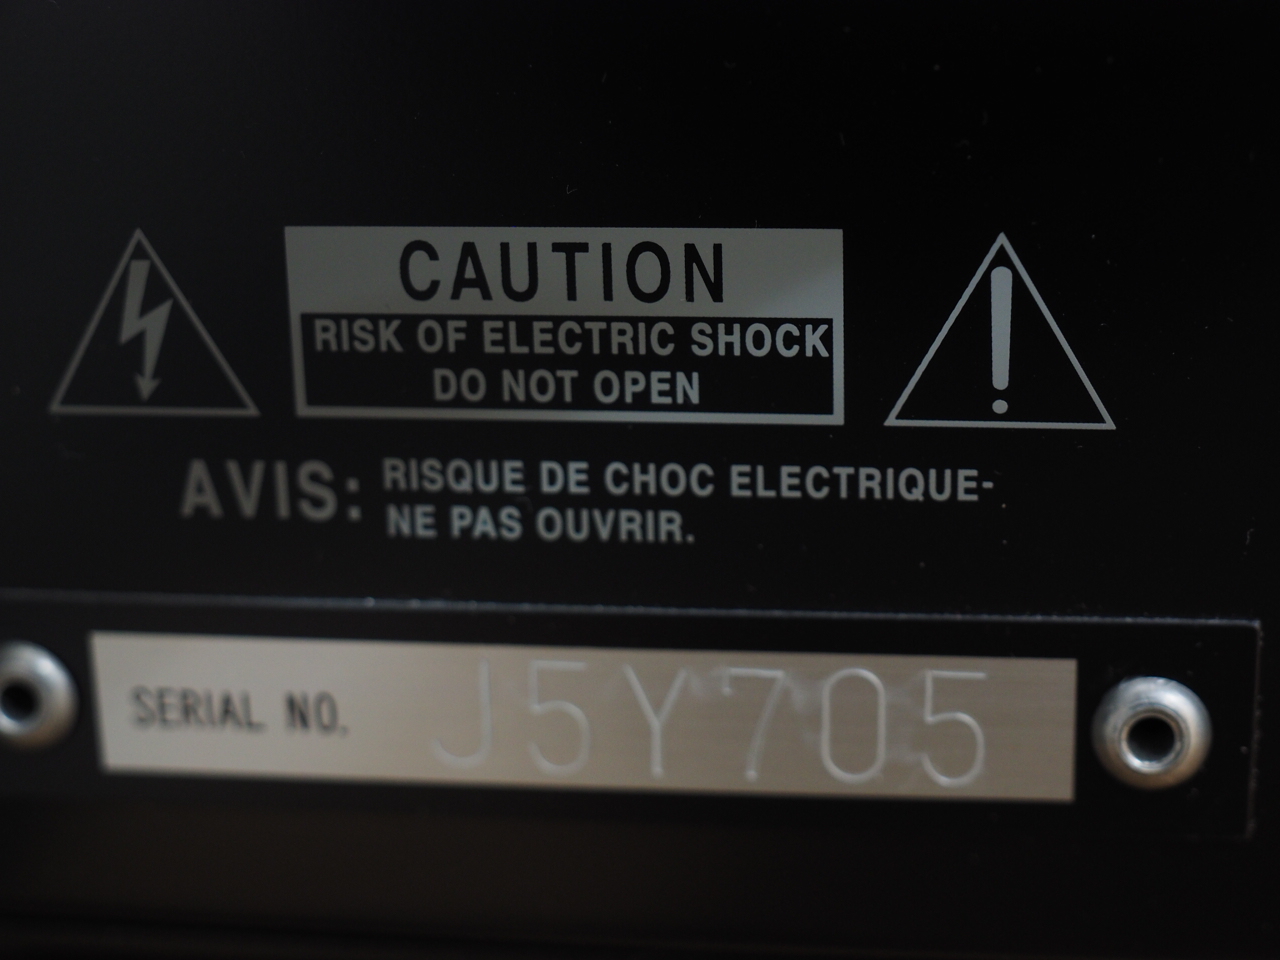 CAUTION
RISK OF ELECTRIC SHOCK
DO NOT OPEN
AVIS: RISQUE DE CHOC ELECTRIQUE-
NE PAS OUVRIR.
SERIAL NO. J5Y705